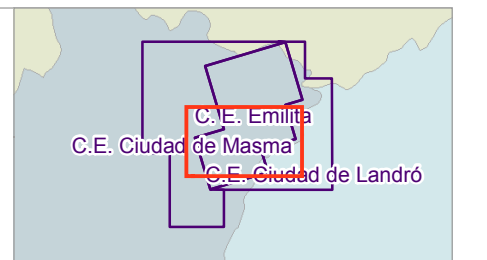 C. E. Emilita
C.E. Ciudad de Masma
C.E. Ciudad de Landró